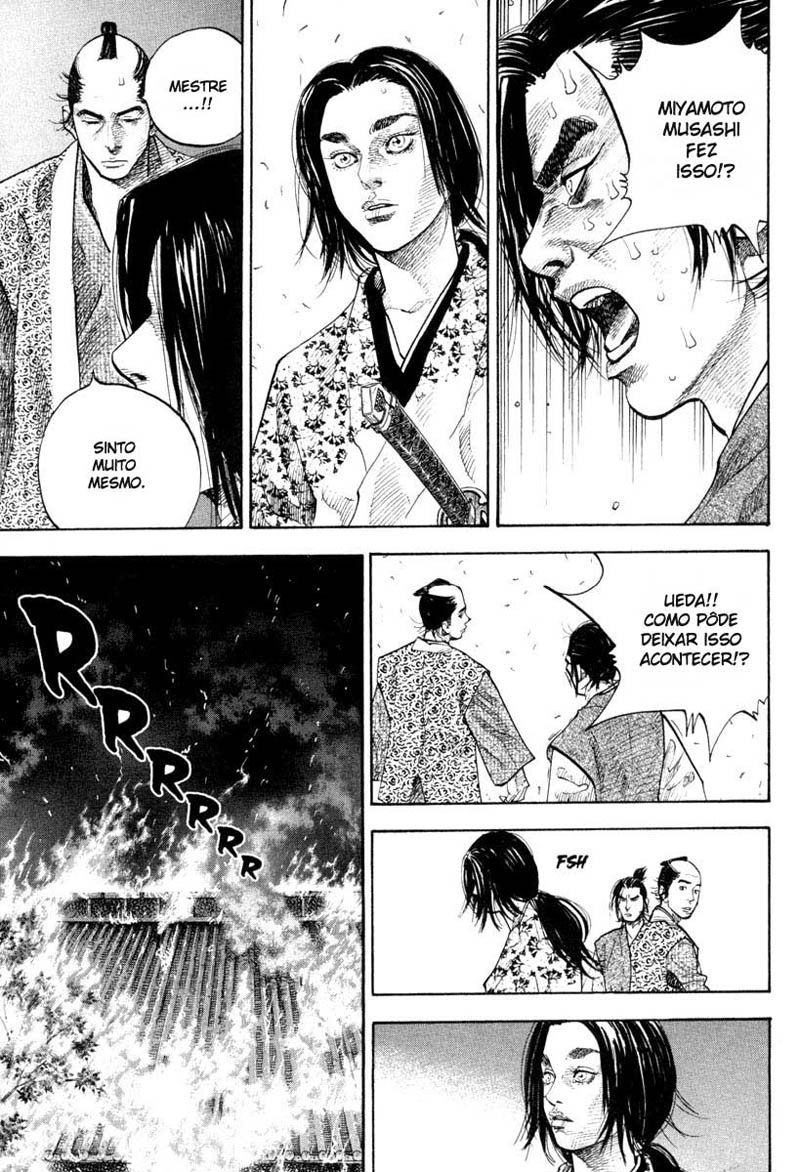 MIYAMOTO
MUSASHI
FEZ
ISSO!?
MESTRE
...!!
SINTO
MUITO
MESMO.
UEDA!!
COMO PÔDE
DEIXAR ISSO
ACONTECER!?
RRRRRRR
FSH